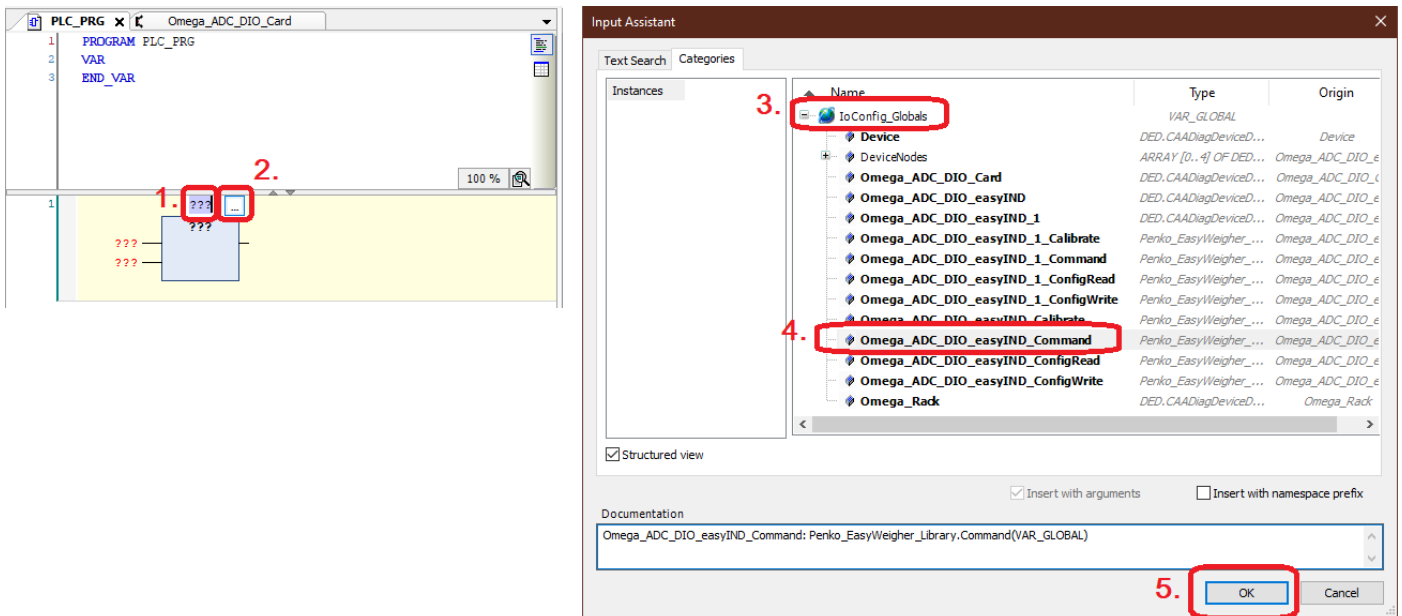 PLC_PRG Omega_ADC_DIO_Card
1 PROGRAM PLC_PRG
2 VAR
3 END_VAR
100 %
1. 2.
1 ??? ...
???
???
???
Input Assistant
Text Search Categories
Instances
3.
Name Type Origin
IoConfig_Globals VAR_GLOBAL
Device DED.CAADiagDeviceD... Device
DeviceNodes ARRAY [0..4] OF DED... Omega_ADC_DIO_e
Omega_ADC_DIO_Card DED.CAADiagDeviceD... Omega_ADC_DIO_C
Omega_ADC_DIO_easyIND DED.CAADiagDeviceD... Omega_ADC_DIO_e
Omega_ADC_DIO_easyIND_1 DED.CAADiagDeviceD... Omega_ADC_DIO_e
Omega_ADC_DIO_easyIND_1_Calibrate Penko_EasyWeigher_... Omega_ADC_DIO_e
Omega_ADC_DIO_easyIND_1_Command Penko_EasyWeigher_... Omega_ADC_DIO_e
Omega_ADC_DIO_easyIND_1_ConfigRead Penko_EasyWeigher_... Omega_ADC_DIO_e
Omega_ADC_DIO_easyIND_1_ConfigWrite Penko_EasyWeigher_... Omega_ADC_DIO_e
Omega_ADC_DIO_easyIND_Calibrate Penko_EasyWeigher_... Omega_ADC_DIO_e
4. Omega_ADC_DIO_easyIND_Command Penko_EasyWeigher_... Omega_ADC_DIO_e
Omega_ADC_DIO_easyIND_ConfigRead Penko_EasyWeigher_... Omega_ADC_DIO_e
Omega_ADC_DIO_easyIND_ConfigWrite Penko_EasyWeigher_... Omega_ADC_DIO_e
Omega_Rack DED.CAADiagDeviceD... Omega_Rack
Structured view
Insert with arguments Insert with namespace prefix
Documentation
Omega_ADC_DIO_easyIND_Command: Penko_EasyWeigher_Library.Command(VAR_GLOBAL)
5. OK Cancel